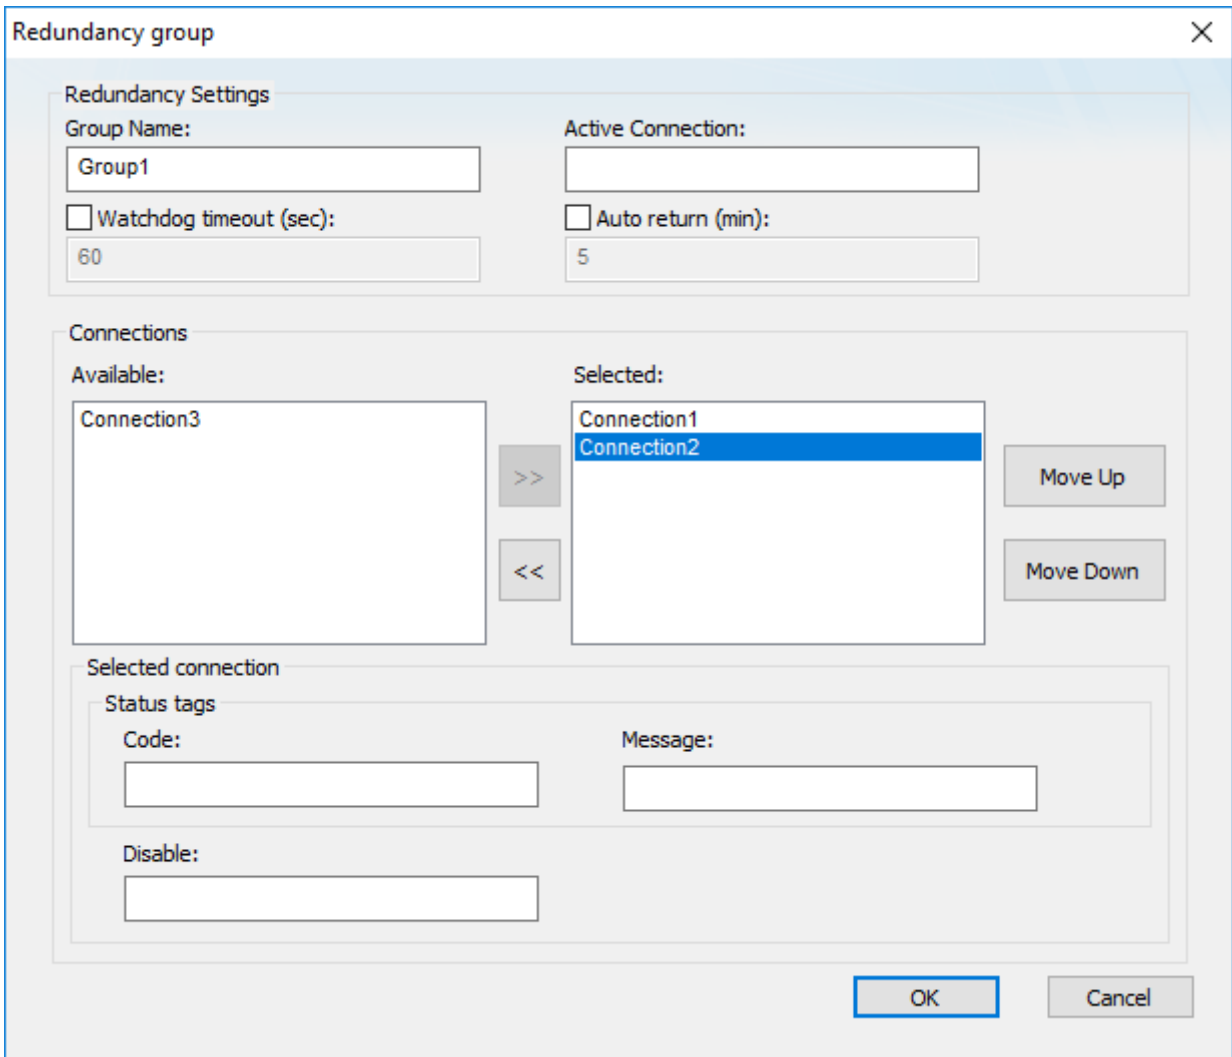 Redundancy group
Redundancy Settings
Group Name:
Active Connection:
Group1
Watchdog timeout (sec):
Auto return (min):
60
5
Connections
Available:
Selected:
Connection3
Connection1
Connection2
>>
<<
Move Up
Move Down
Selected connection
Status tags
Code:
Message:
Disable:
OK
Cancel